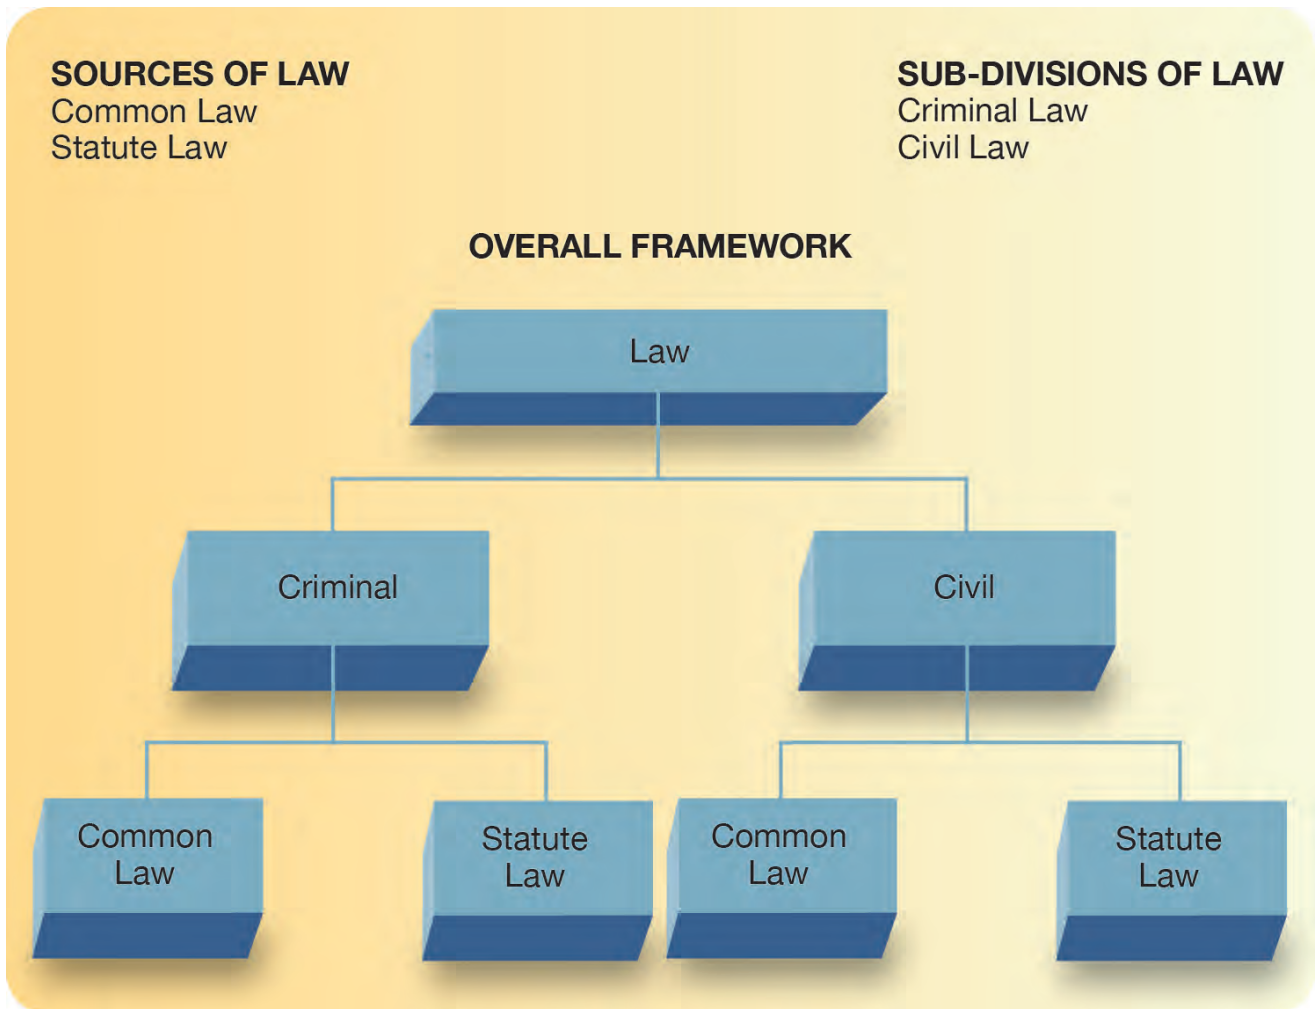 SOURCES OF LAW
Common Law
Statute Law
SUB-DIVISIONS OF LAW
Criminal Law
Civil Law
OVERALL FRAMEWORK
Law
Criminal
Civil
Common
Law
Statute
Law
Common
Law
Statute
Law